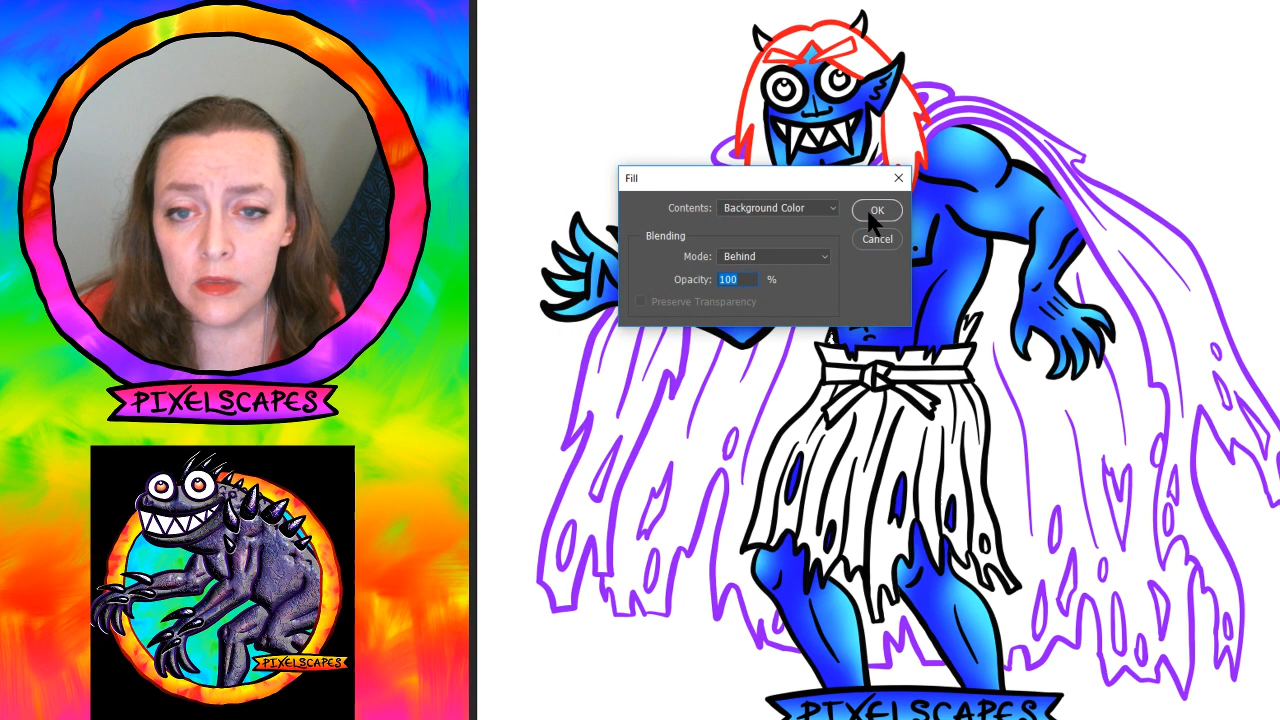 PIXELSCAPES
PIXELSCAPES
Fill
Contents: Background Color
OK
Blending
Cancel
Mode: Behind
Opacity: 100 %
Preserve Transparency
PIXELSCAPES